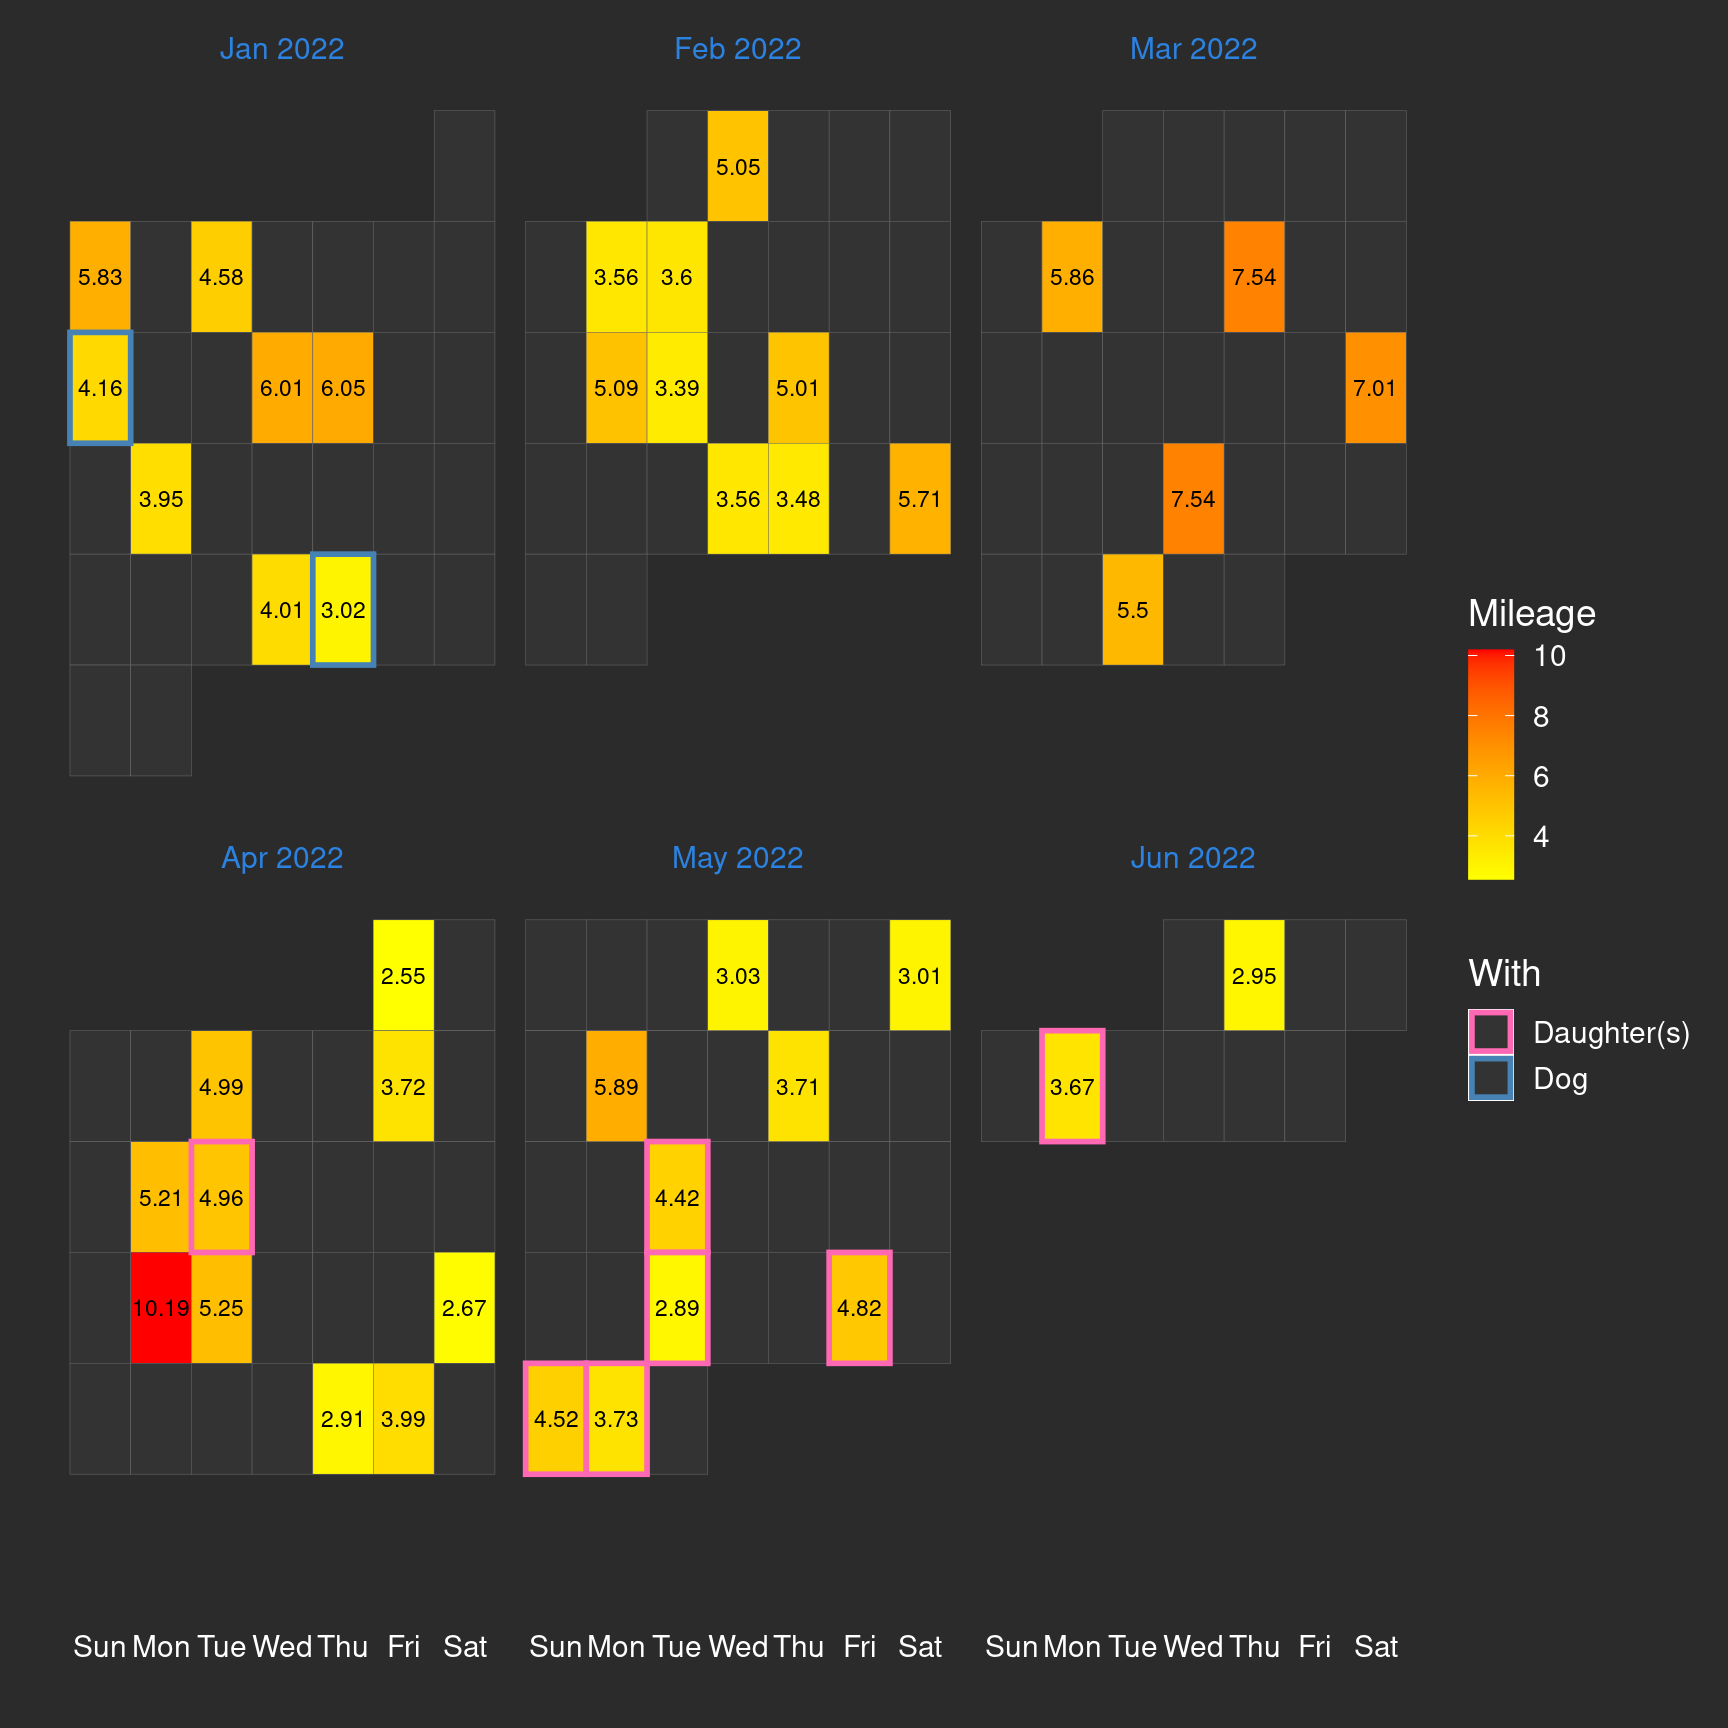 Jan 2022 Feb 2022 Mar 2022
5.05
5.83 4.58 3.56 3.6 5.86 7.54
4.16 6.01 6.05 5.09 3.39 5.01 7.01
3.95 3.56 3.48 5.71 7.54
4.01 3.02 5.5
Mileage
10
8
6
4
Apr 2022 May 2022 Jun 2022
2.55 3.03 3.01 2.95
With
Daughter(s)
Dog
4.99 3.72 5.89 3.71 3.67
5.21 4.96 4.42
10.19 5.25 2.67 2.89 4.82
2.91 3.99 4.52 3.73
Sun Mon Tue Wed Thu Fri Sat Sun Mon Tue Wed Thu Fri Sat Sun Mon Tue Wed Thu Fri Sat